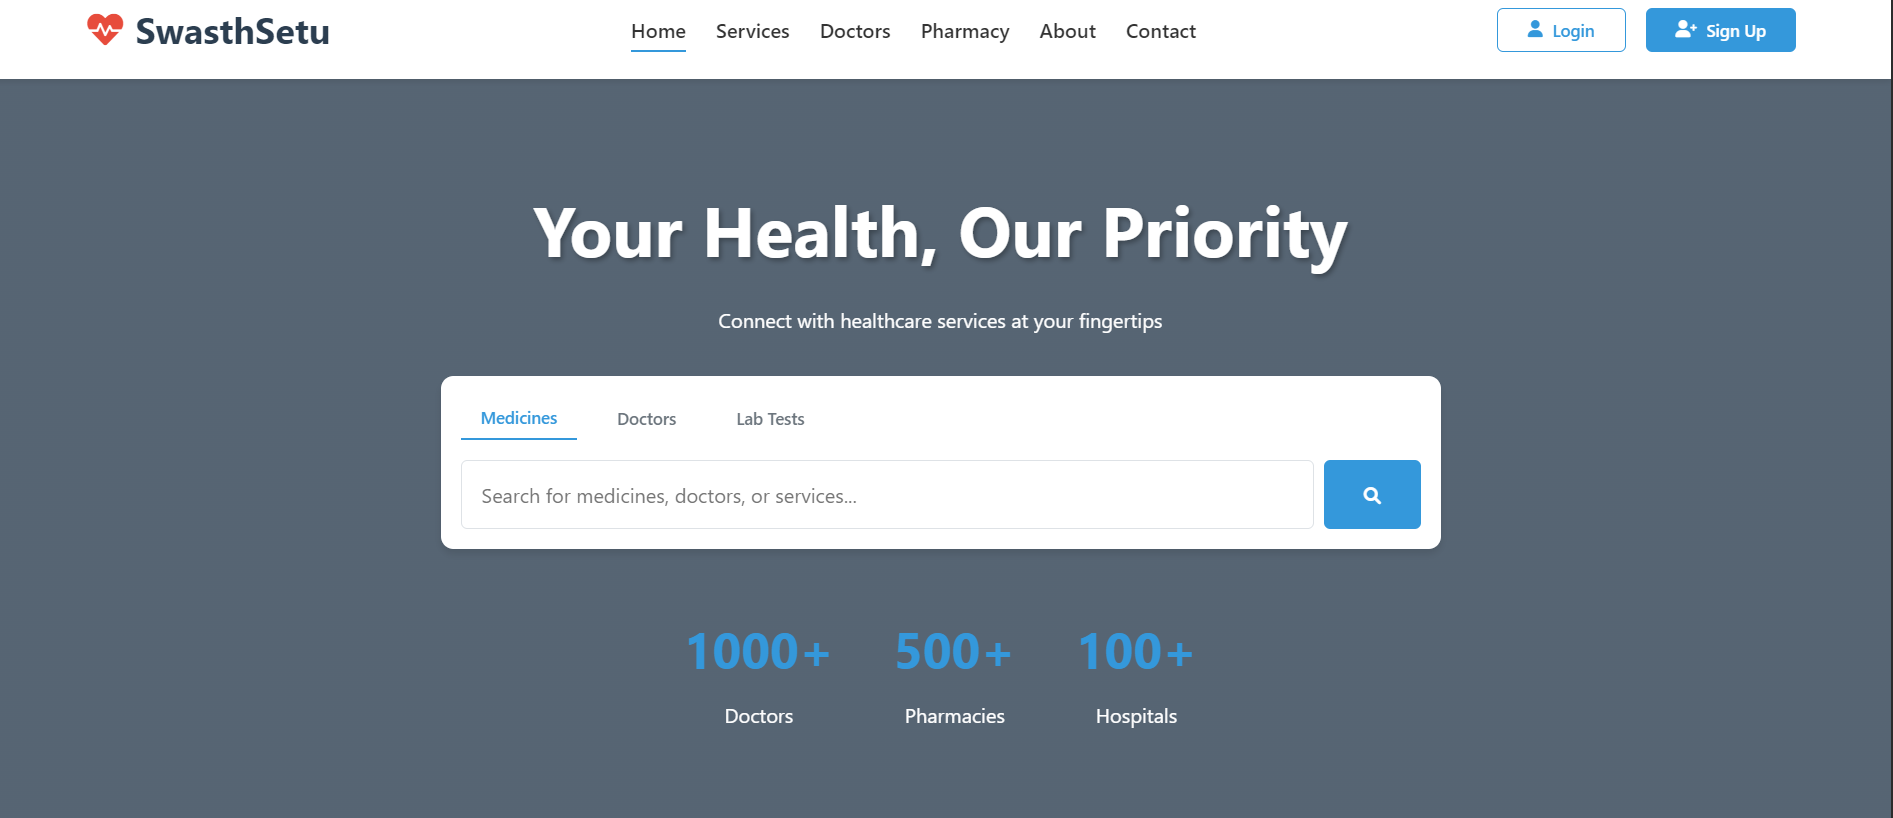 SwasthSetu
Home Services Doctors Pharmacy About Contact
Login Sign Up
Your Health, Our Priority
Connect with healthcare services at your fingertips
Medicines Doctors Lab Tests
Search for medicines, doctors, or services...
1000+ 500+ 100+
Doctors Pharmacies Hospitals